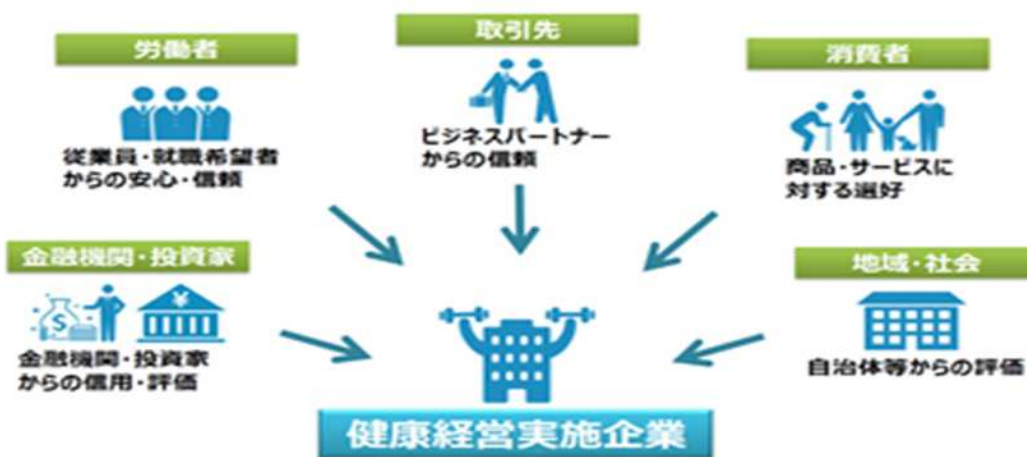 労働者
従業員・就職希望者
からの安心・信頼
取引先
ビジネスパートナー
からの信頼
消費者
商品・サービスに
対する選好
金融機関・投資家
$
¥
金融機関・投資家
からの信用・評価
地域・社会
自治体等からの評価
健康経営実施企業